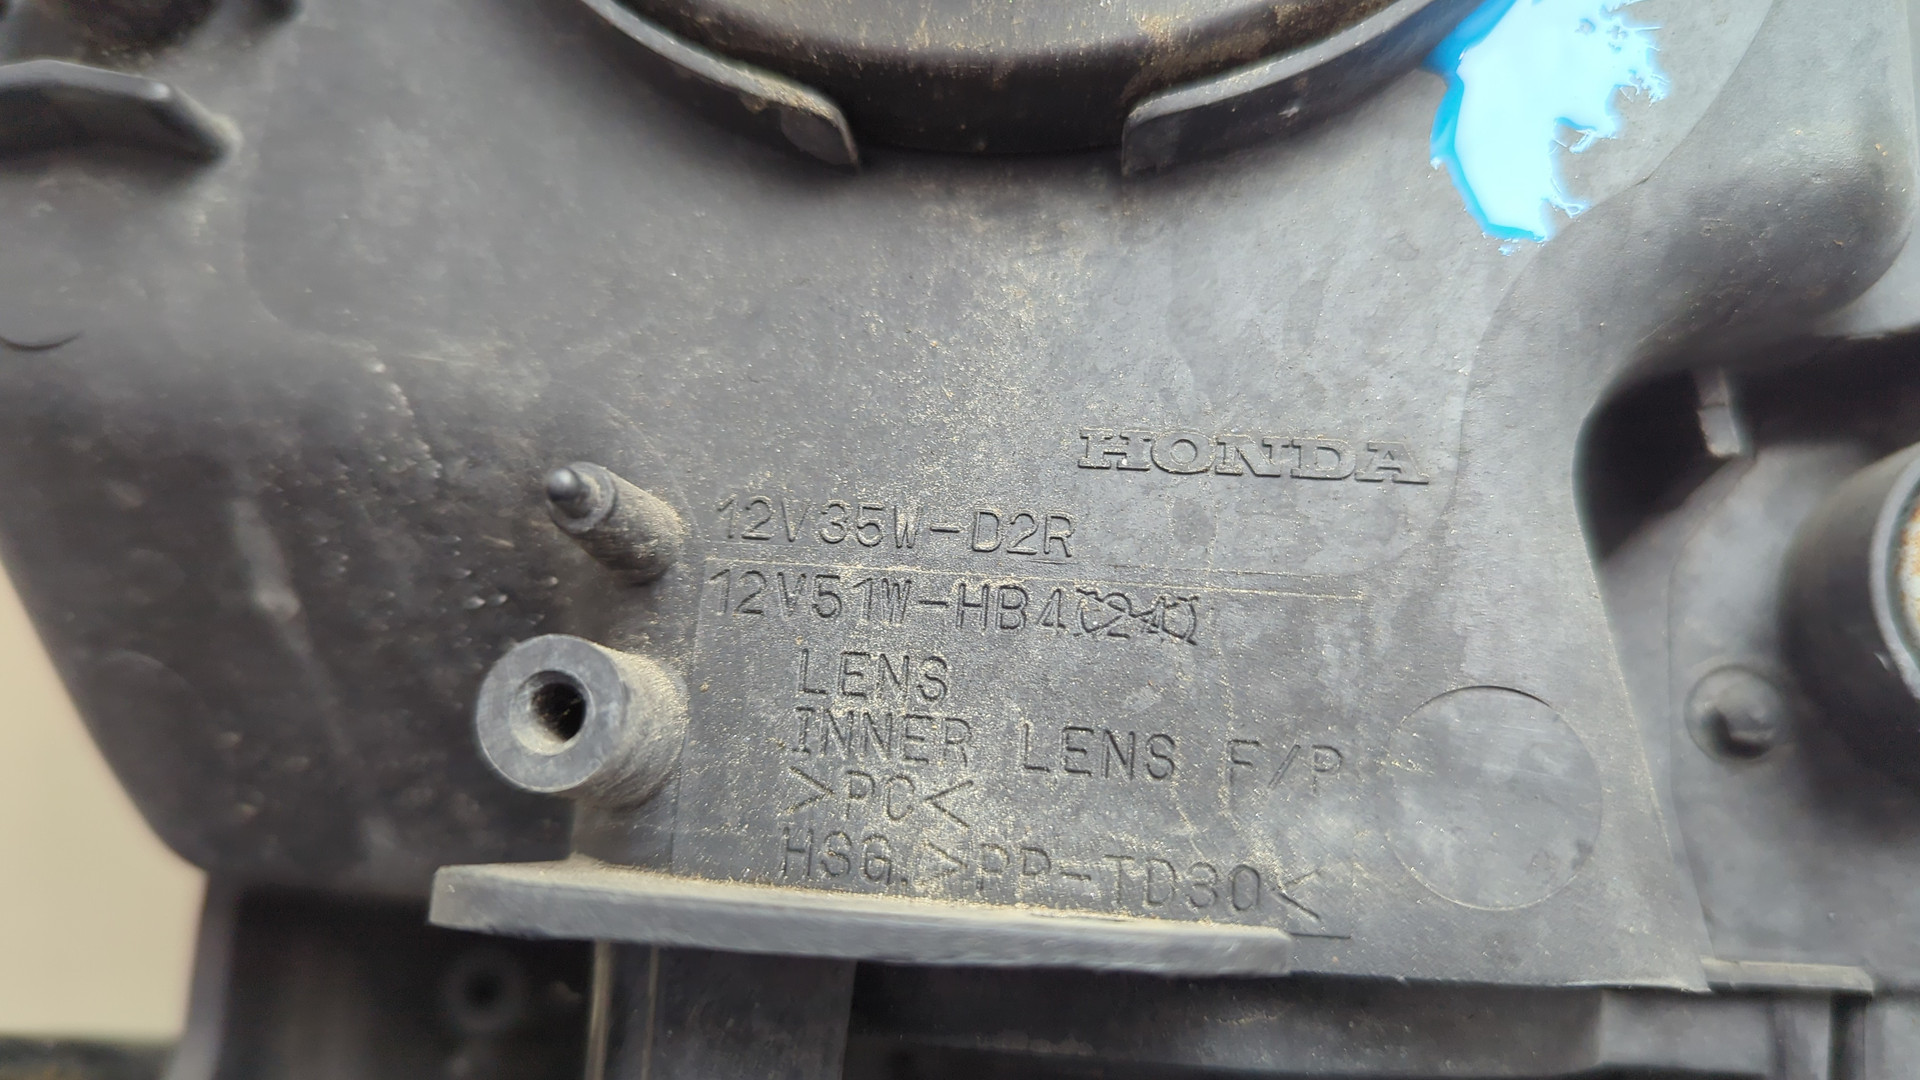 HONDA
12V35W-D2R
12V51W-HB4
LENS
INNER LENS F/P
>PC<
HSG.>PP-TD30<